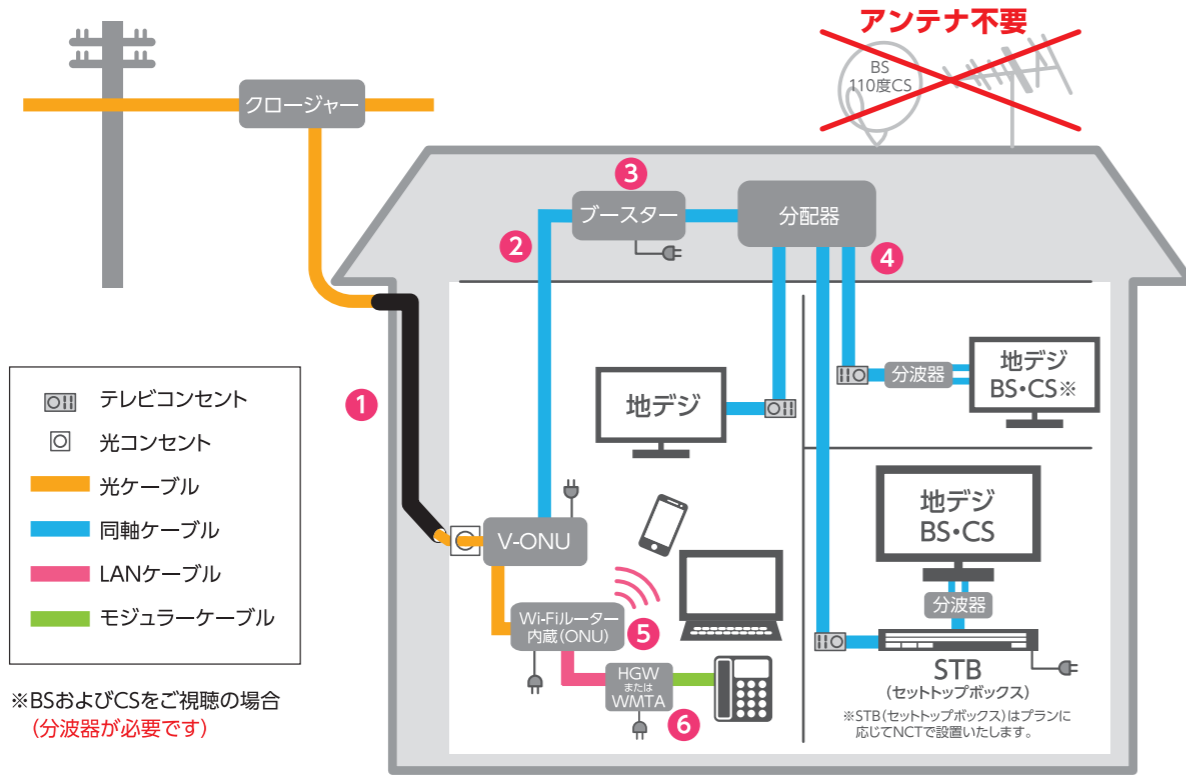 アンテナ不要
BS
110度CS
クロージャー
3
ブースター
分配器
2
4
テレビコンセント
光コンセント
光ケーブル
同軸ケーブル
LANケーブル
モジュラーケーブル
※BSおよびCSをご視聴の場合
(分波器が必要です)
1
地デジ
分波器
地デジ
BS・CS※
V-ONU
Wi-Fiルーター
内蔵(ONU)
5
HGW
または
WMTA
6
地デジ
BS・CS
分波器
STB
(セットトップボックス)
※STB(セットトップボックス)はプランに
応じてNCTで設置いたします。